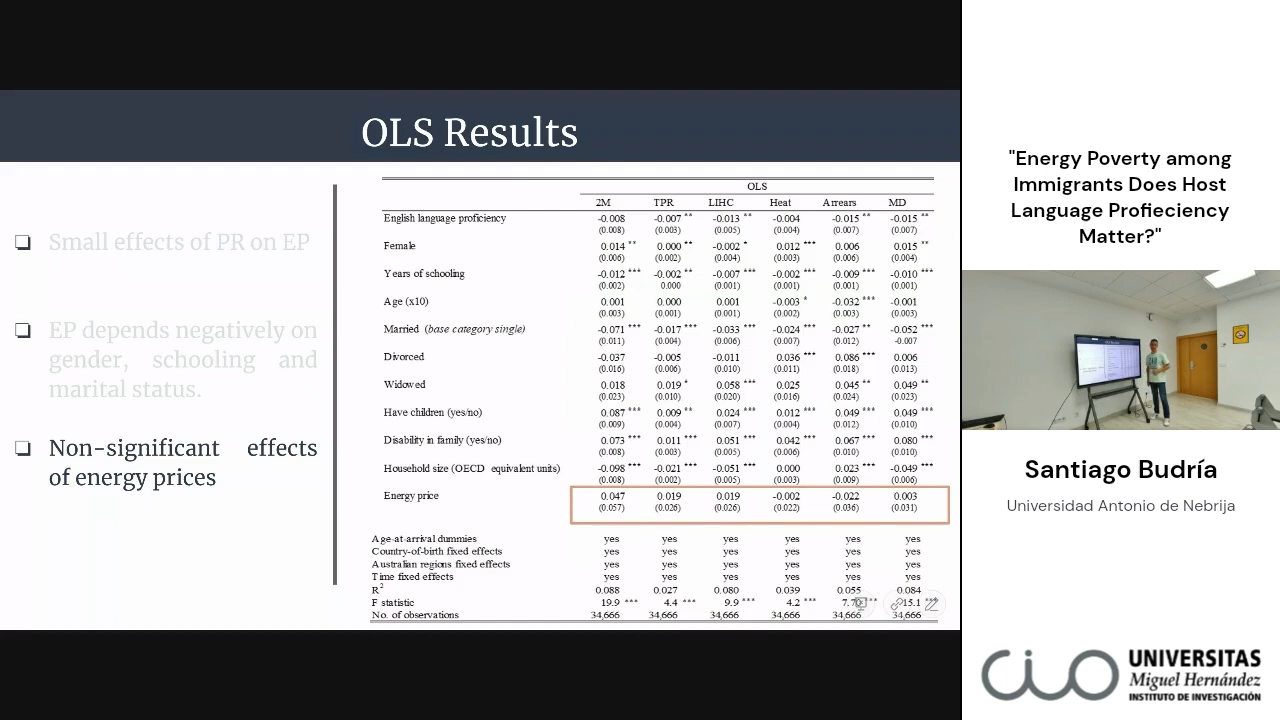 OLS Results
❏ Small effects of PR on EP
❏ EP depends negatively on
gender, schooling and
marital status.
❏ Non-significant effects
of energy prices
OLS
2M TPR LIHC Heat Arrears MD
English language proficiency -0.008 -0.007 ** -0.013 ** -0.004 -0.015 ** -0.015 **
(0.008) (0.003) (0.005) (0.004) (0.007) (0.007)
Female 0.014 ** 0.000 ** -0.002 * 0.012 *** 0.006 0.015 **
(0.006) (0.002) (0.004) (0.003) (0.006) (0.004)
Years of schooling -0.012 *** -0.002 ** -0.007 *** -0.002 *** -0.009 *** -0.010 ***
(0.002) 0.000 (0.001) (0.001) (0.001) (0.001)
Age (x10) 0.001 0.000 0.001 -0.003 * -0.032 *** -0.001
(0.003) (0.001) (0.001) (0.002) (0.003) (0.003)
Married (base category single) -0.071 *** -0.017 *** -0.033 *** -0.024 *** -0.027 ** -0.052 ***
(0.011) (0.004) (0.006) (0.007) (0.012) -0.007
Divorced -0.037 -0.005 -0.011 0.036 *** 0.086 *** 0.006
(0.016) (0.006) (0.010) (0.011) (0.018) (0.013)
Widowed 0.018 0.019 * 0.058 *** 0.025 0.045 ** 0.049 **
(0.023) (0.010) (0.020) (0.016) (0.024) (0.023)
Have children (yes/no) 0.087 *** 0.009 ** 0.024 *** 0.012 *** 0.049 *** 0.049 ***
(0.009) (0.004) (0.007) (0.004) (0.012) (0.010)
Disability in family (yes/no) 0.073 *** 0.011 *** 0.051 *** 0.042 *** 0.067 *** 0.080 ***
(0.008) (0.003) (0.005) (0.006) (0.010) (0.010)
Household size (OECD equivalent units) -0.098 *** -0.021 *** -0.051 *** 0.000 0.023 *** -0.049 ***
(0.008) (0.002) (0.005) (0.003) (0.009) (0.006)
Energy price 0.047 0.019 0.019 -0.002 -0.022 0.003
(0.057) (0.026) (0.026) (0.022) (0.036) (0.031)
Age-at-arrival dummies yes yes yes yes yes yes
Country-of-birth fixed effects yes yes yes yes yes yes
Australian regions fixed effects yes yes yes yes yes yes
Time fixed effects yes yes yes yes yes yes
R² 0.088 0.027 0.080 0.039 0.055 0.084
F statistic 19.9 *** 4.4 *** 9.9 *** 4.2 *** 15.1
No. of observations 34,666 34,666 34,666 34,666 34,666 34,666
"Energy Poverty among
Immigrants Does Host
Language Profieciency
Matter?"
OLS Results
Santiago Budría
Universidad Antonio de Nebrija
CIO UNIVERSITAS
Miguel Hernández
INSTITUTO DE INVESTIGACIÓN